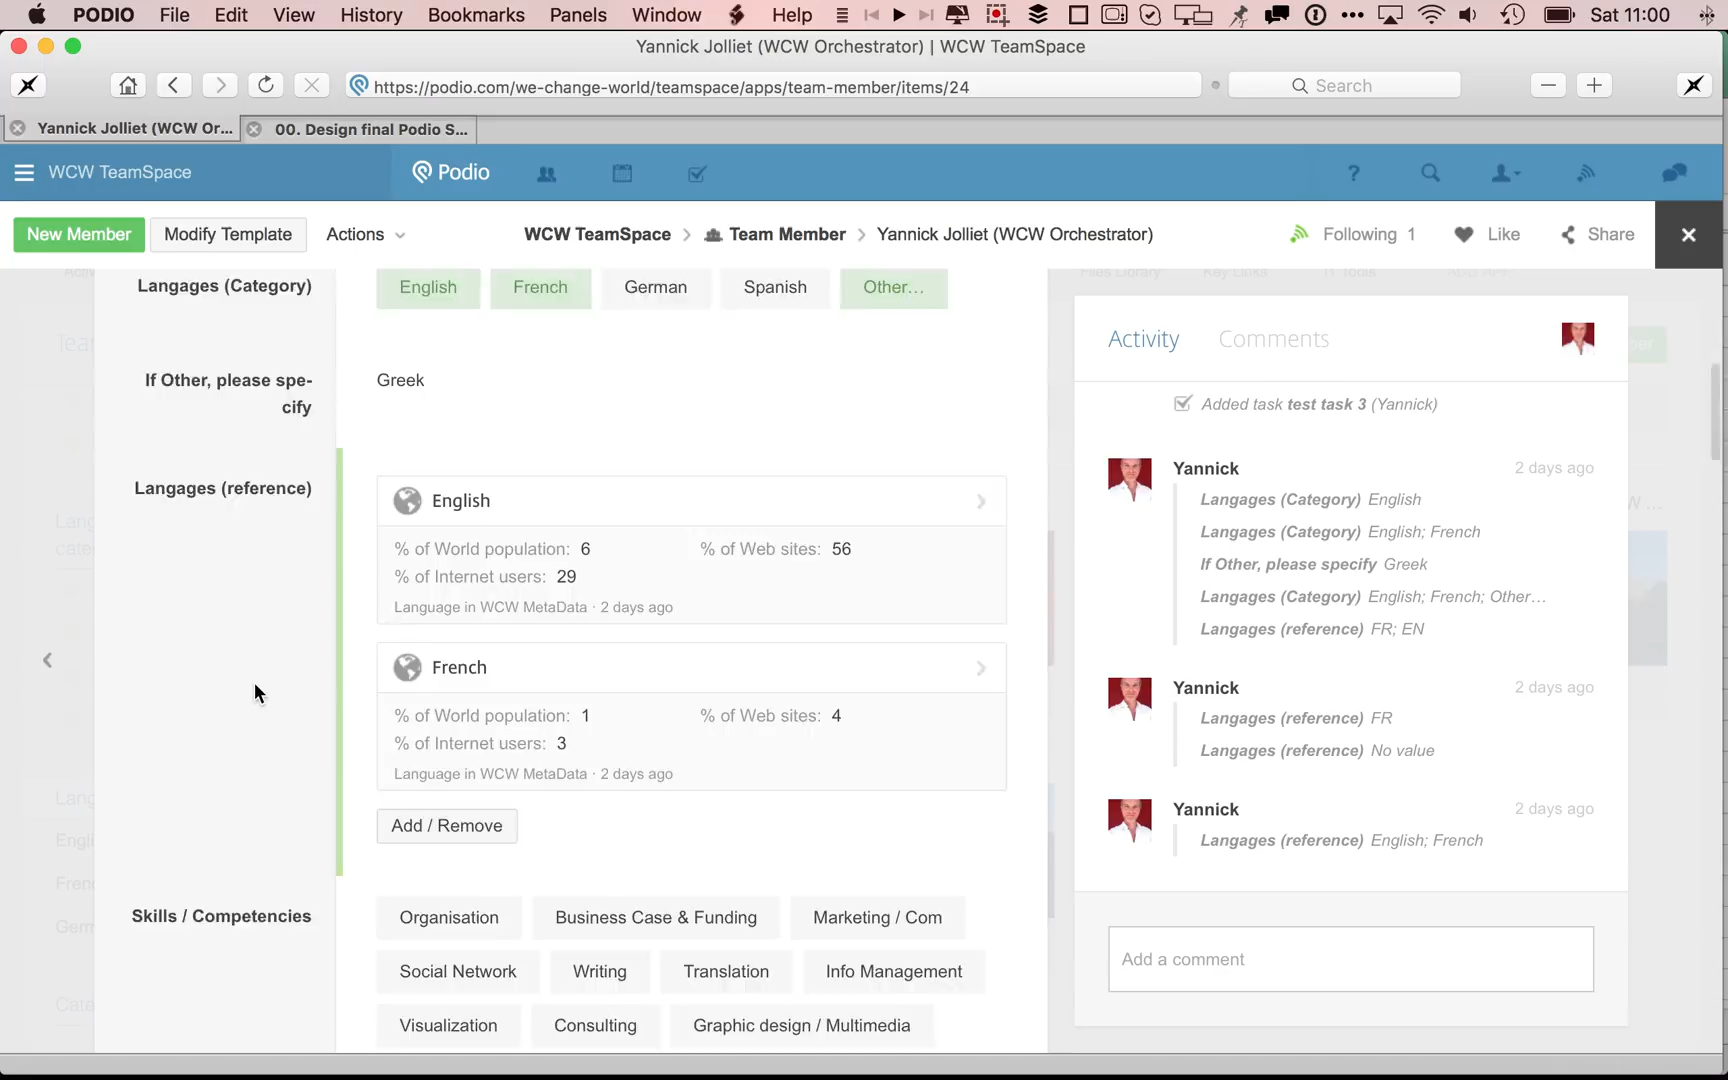 PODIO File Edit View History Bookmarks Panels Window Help Sat 11:00
Yannick Jolliet (WCW Orchestrator) | WCW TeamSpace
https://podio.com/we-change-world/teamspace/apps/team-member/items/24 Search
Yannick Jolliet (WCW Or... 00. Design final Podio S...
WCW TeamSpace Podio ?
New Member Modify Template Actions WCW TeamSpace Team Member Yannick Jolliet (WCW Orchestrator) Following 1 Like Share
Langages (Category)
English French German Spanish Other…
If Other, please spe-
cify
Greek
Langages (reference)
English
% of World population: 6 % of Web sites: 56
% of Internet users: 29
Language in WCW MetaData · 2 days ago
French
% of World population: 1 % of Web sites: 4
% of Internet users: 3
Language in WCW MetaData · 2 days ago
Add / Remove
Skills / Competencies
Organisation Business Case & Funding Marketing / Com
Social Network Writing Translation Info Management
Visualization Consulting Graphic design / Multimedia
Activity Comments
Added task test task 3 (Yannick)
Yannick 2 days ago
Langages (Category) English
Langages (Category) English; French
If Other, please specify Greek
Langages (Category) English; French; Other…
Langages (reference) FR; EN
Yannick 2 days ago
Langages (reference) FR
Langages (reference) No value
Yannick 2 days ago
Langages (reference) English; French
Add a comment